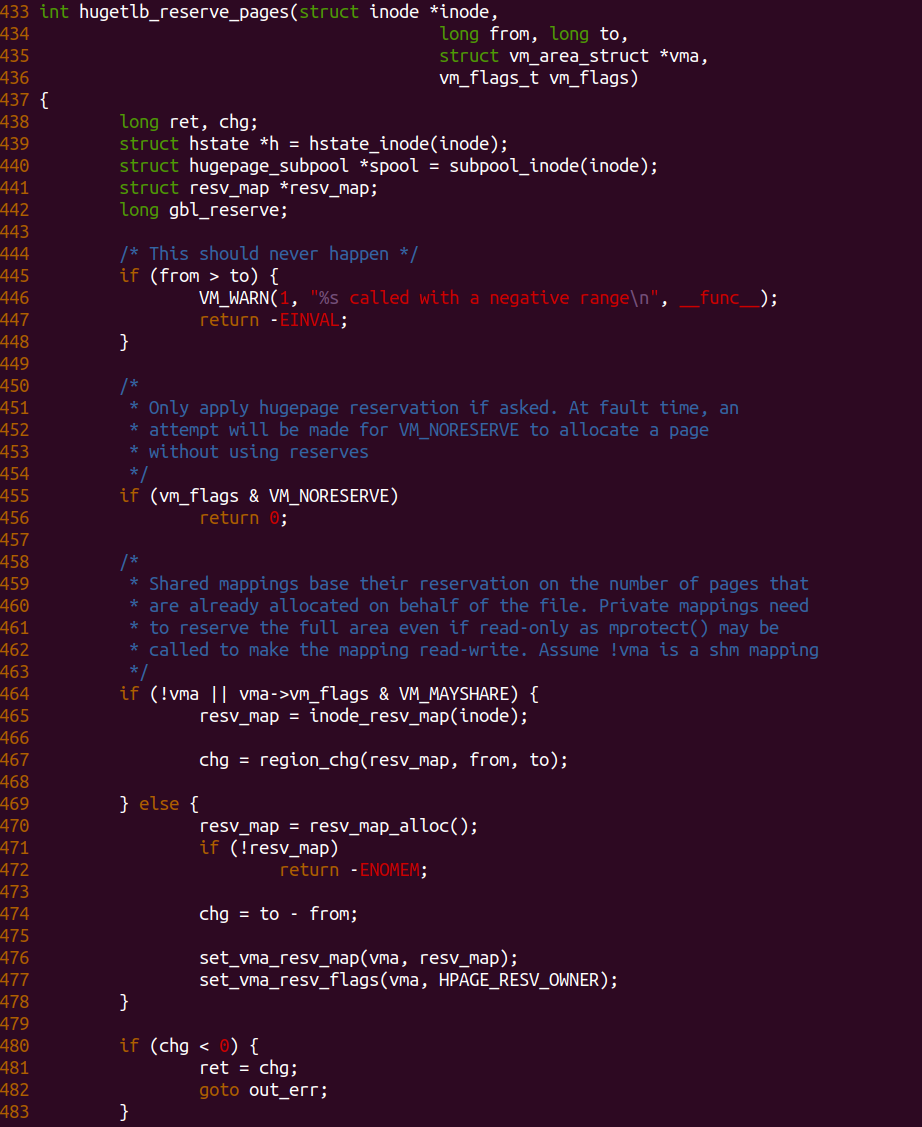 433 int hugetlb_reserve_pages(struct inode *inode,
434                                         long from, long to,
435                                         struct vm_area_struct *vma,
436                                         vm_flags_t vm_flags)
437 {
438         long ret, chg;
439         struct hstate *h = hstate_inode(inode);
440         struct hugepage_subpool *spool = subpool_inode(inode);
441         struct resv_map *resv_map;
442         long gbl_reserve;
443
444         /* This should never happen */
445         if (from > to) {
446                 VM_WARN(1, "%s called with a negative range\n", __func__);
447                 return -EINVAL;
448         }
449
450         /*
451          * Only apply hugepage reservation if asked. At fault time, an
452          * attempt will be made for VM_NORESERVE to allocate a page
453          * without using reserves
454          */
455         if (vm_flags & VM_NORESERVE)
456                 return 0;
457
458         /*
459          * Shared mappings base their reservation on the number of pages that
460          * are already allocated on behalf of the file. Private mappings need
461          * to reserve the full area even if read-only as mprotect() may be
462          * called to make the mapping read-write. Assume !vma is a shm mapping
463          */
464         if (!vma || vma->vm_flags & VM_MAYSHARE) {
465                 resv_map = inode_resv_map(inode);
466
467                 chg = region_chg(resv_map, from, to);
468
469         } else {
470                 resv_map = resv_map_alloc();
471                 if (!resv_map)
472                         return -ENOMEM;
473
474                 chg = to - from;
475
476                 set_vma_resv_map(vma, resv_map);
477                 set_vma_resv_flags(vma, HPAGE_RESV_OWNER);
478         }
479
480         if (chg < 0) {
481                 ret = chg;
482                 goto out_err;
483         }